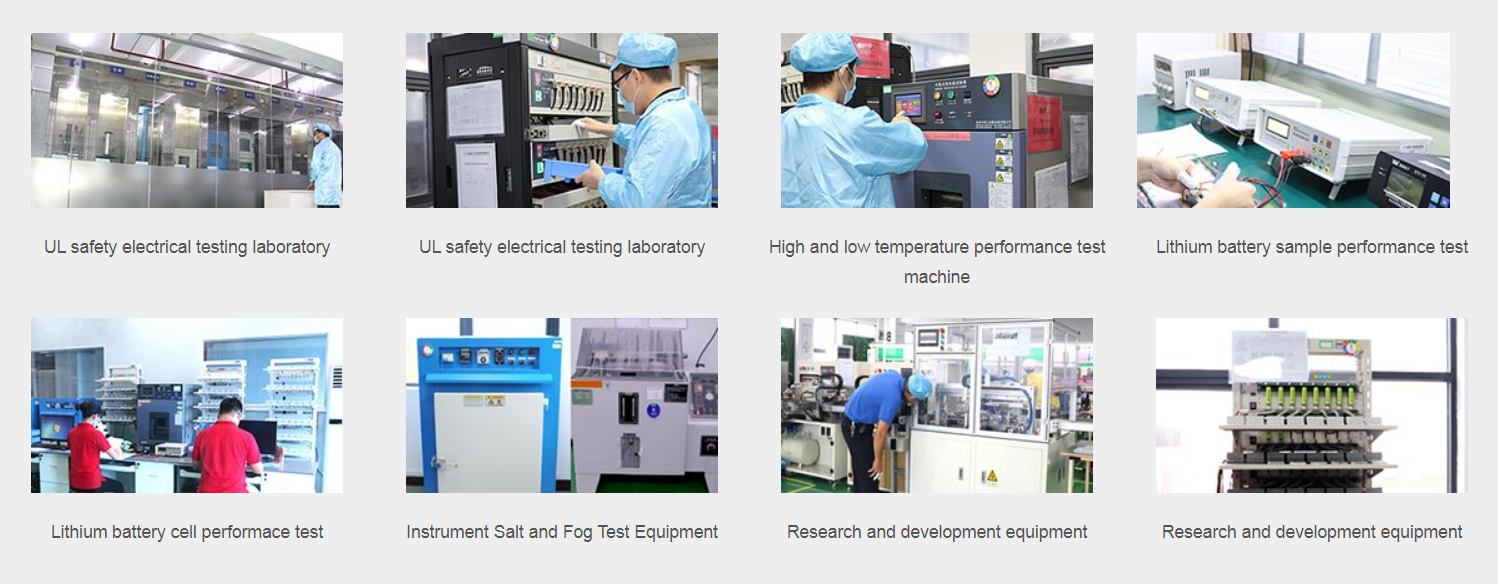 UL safety electrical testing laboratory
UL safety electrical testing laboratory
High and low temperature performance test
machine
Lithium battery sample performance test
Lithium battery cell performace test
Instrument Salt and Fog Test Equipment
Research and development equipment
Research and development equipment